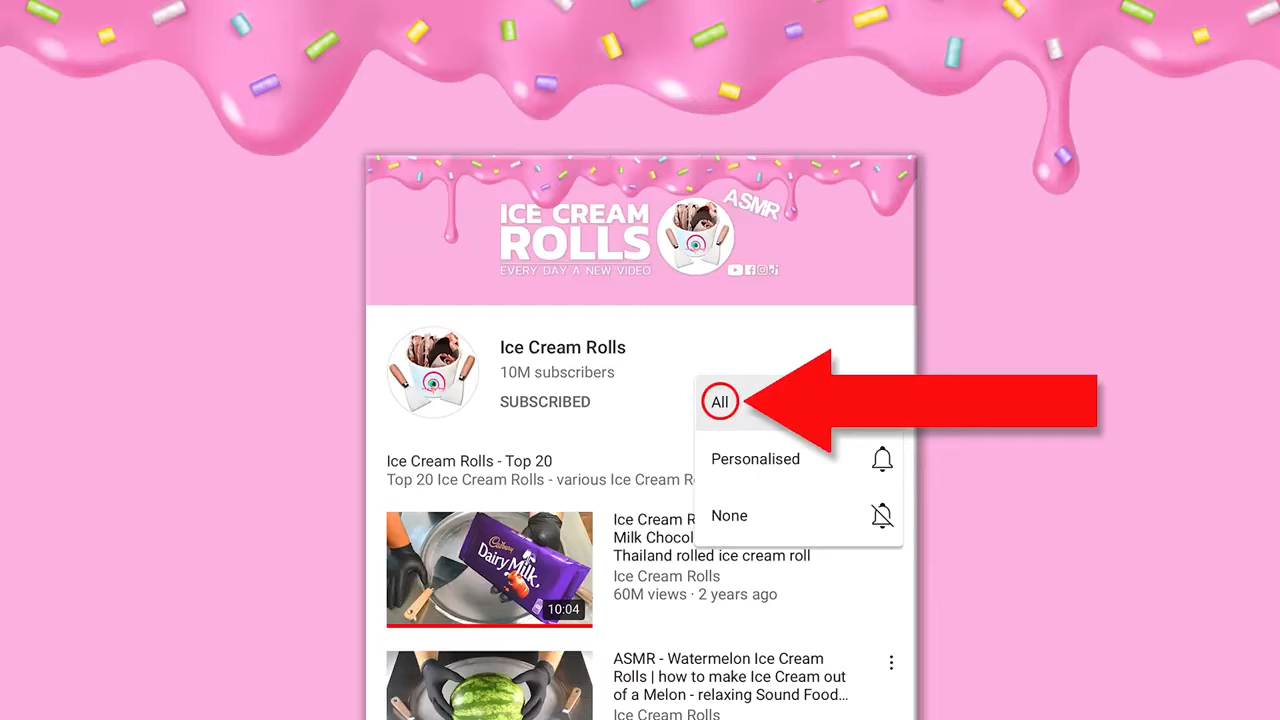 ICE CREAM
ROLLS
EVERY DAY A NEW VIDEO
ASMR
Ice Cream Rolls
10M subscribers
SUBSCRIBED
All
Personalised
None
Ice Cream Rolls - Top 20
Top 20 Ice Cream Rolls - various Ice Cream R
Cadbury
Dairy Milk
10:04
Ice Cream R
Milk Chocol
Thailand rolled ice cream roll
Ice Cream Rolls
60M views · 2 years ago
ASMR - Watermelon Ice Cream
Rolls | how to make Ice Cream out
of a Melon - relaxing Sound Food...
Ice Cream Rolls